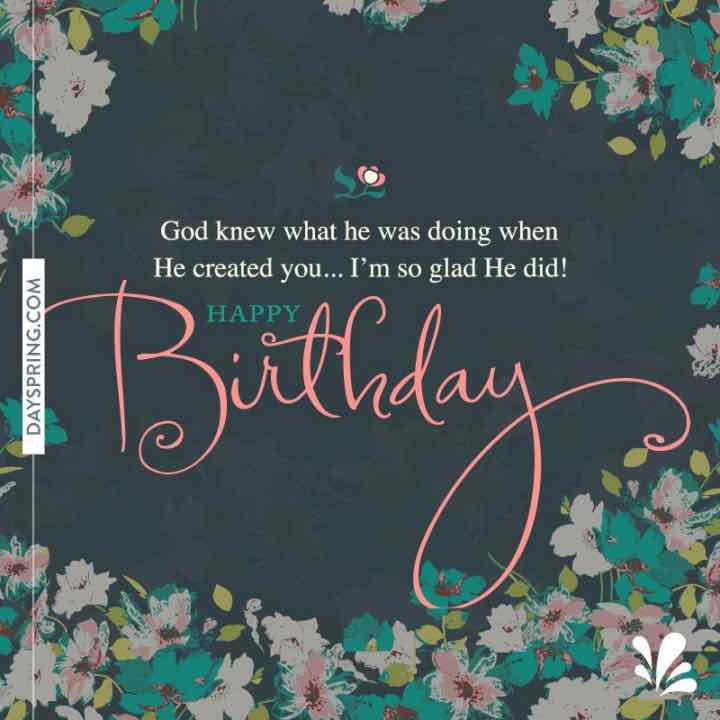 God knew what he was doing when
He created you... I'm so glad He did!
HAPPY
Birthday
DAYSPRING.COM